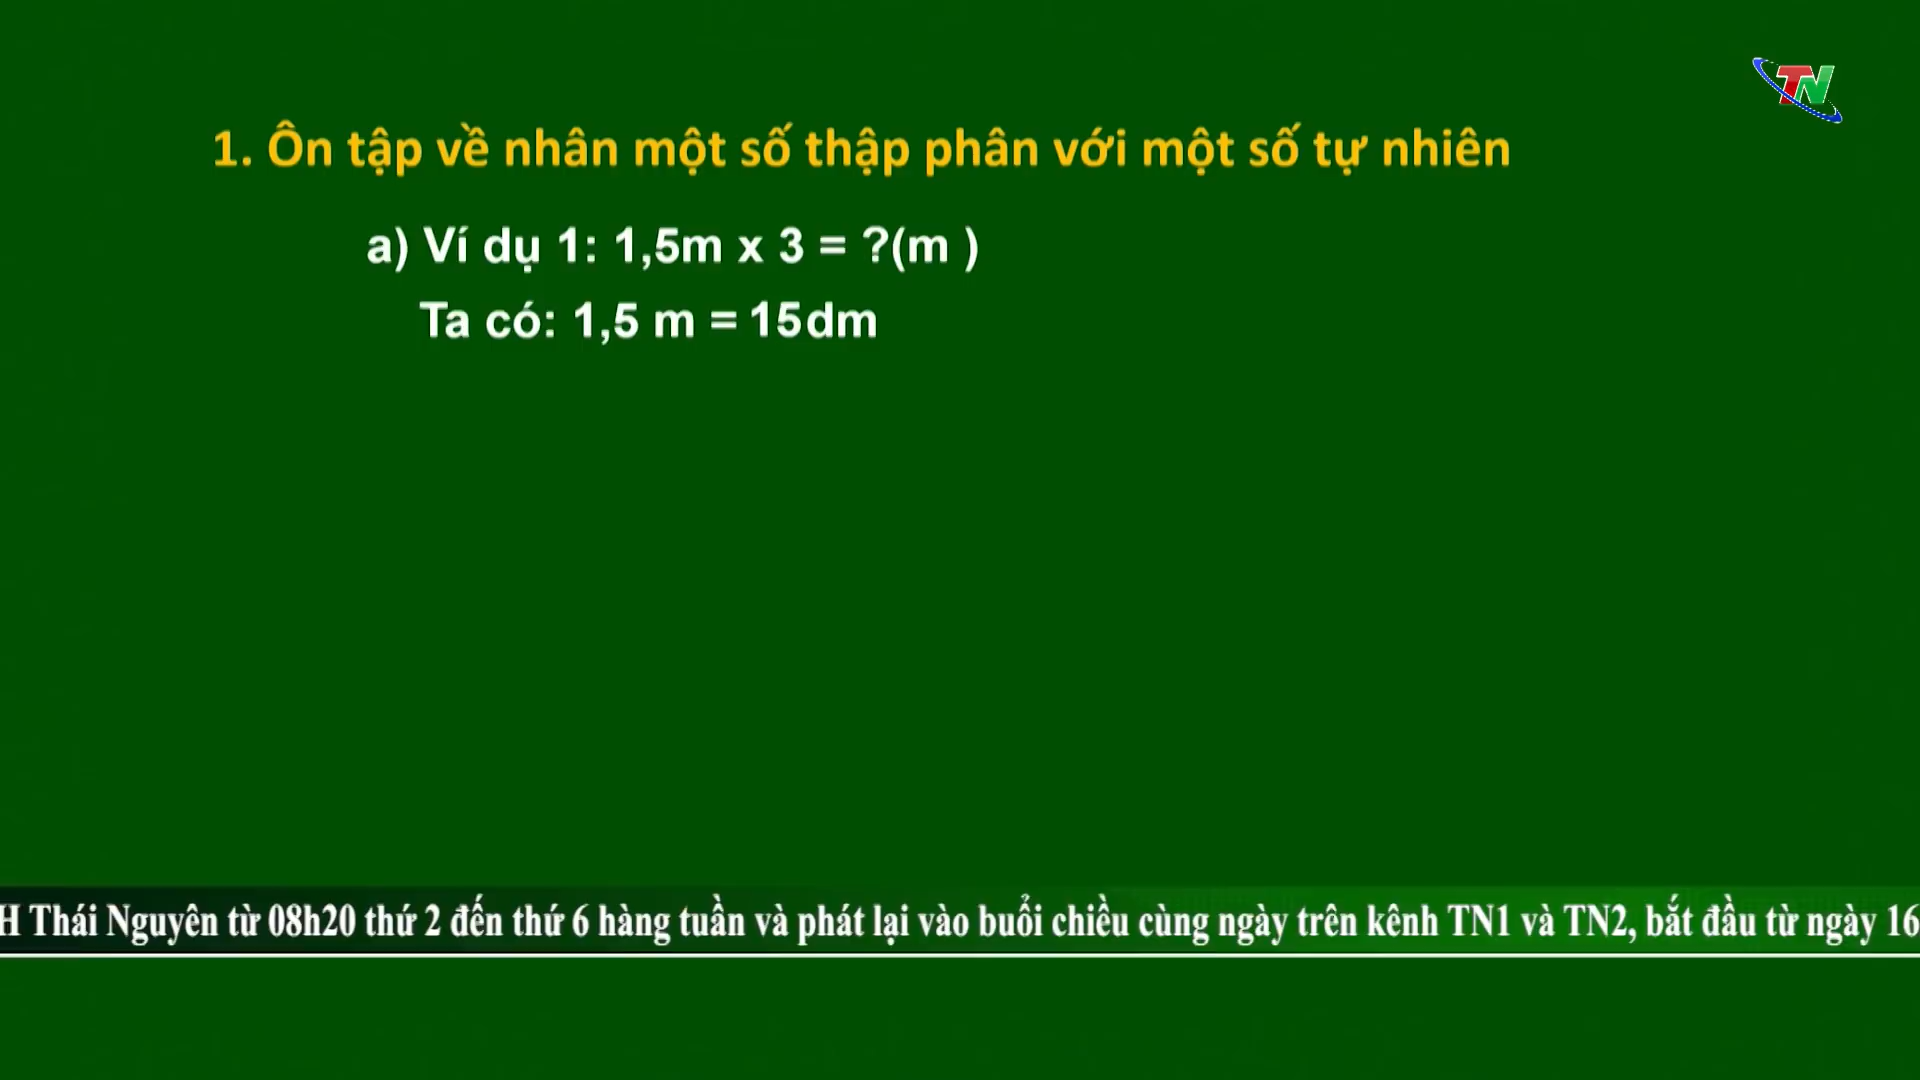 TN
1. Ôn tập về nhân một số thập phân với một số tự nhiên
a) Ví dụ 1: 1,5m x 3 = ?(m )
Ta có: 1,5 m = 15dm
H Thái Nguyên từ 08h20 thứ 2 đến thứ 6 hàng tuần và phát lại vào buổi chiều cùng ngày trên kênh TN1 và TN2, bắt đầu từ ngày 16